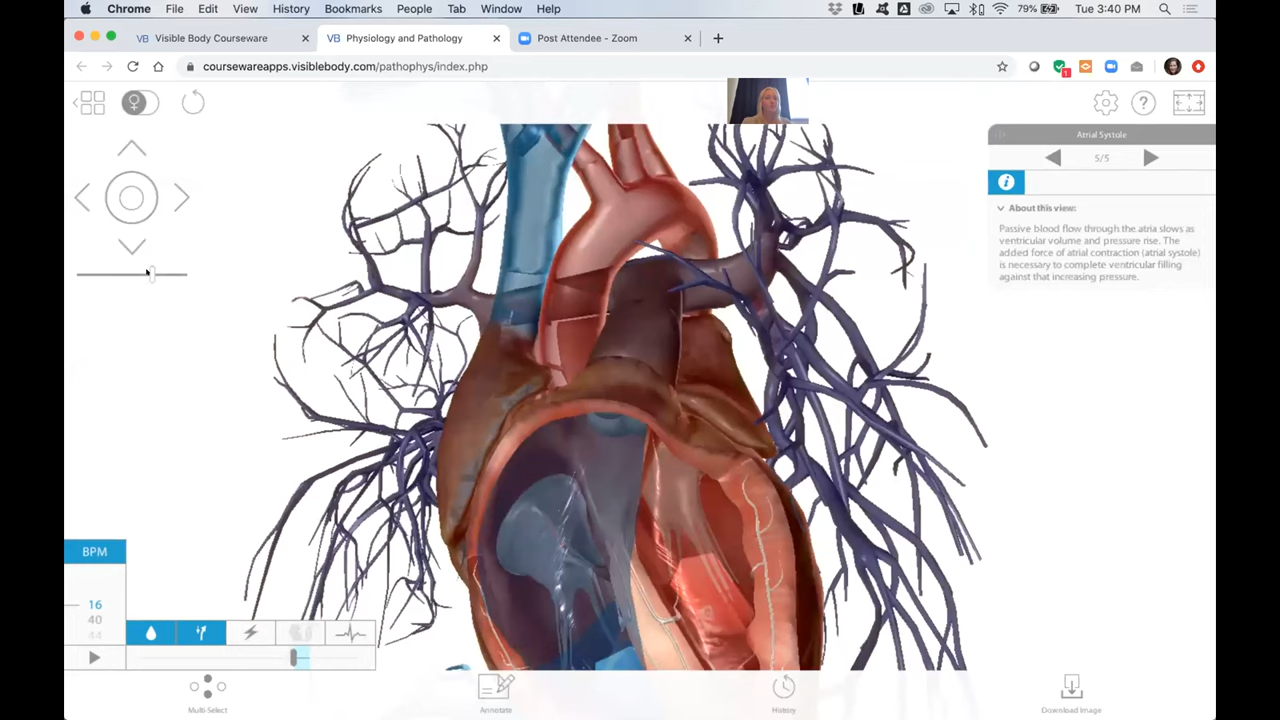 Chrome File Edit View History Bookmarks People Tab Window Help 79% Tue 3:40 PM
VB Visible Body Courseware VB Physiology and Pathology Post Attendee - Zoom
coursewareapps.visiblebody.com/pathophys/index.php 1
Atrial Systole
5/5
About this view:
Passive blood flow through the atria slows as
ventricular volume and pressure rise. The
added force of atrial contraction (atrial systole)
is necessary to complete ventricular filling
against that increasing pressure.
BPM
16
40
44
Multi-Select Annotate History Download Image